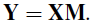 Y = XM.